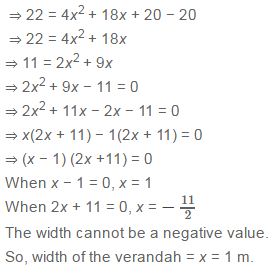 ⇒ 22 = 4x² + 18x + 20 − 20
⇒ 22 = 4x² + 18x
⇒ 11 = 2x² + 9x
⇒ 2x² + 9x − 11 = 0
⇒ 2x² + 11x − 2x − 11 = 0
⇒ x(2x + 11) − 1(2x + 11) = 0
⇒ (x − 1) (2x +11) = 0
When x − 1 = 0, x = 1
When 2x + 11 = 0, x = − 11/2
The width cannot be a negative value.
So, width of the verandah = x = 1 m.